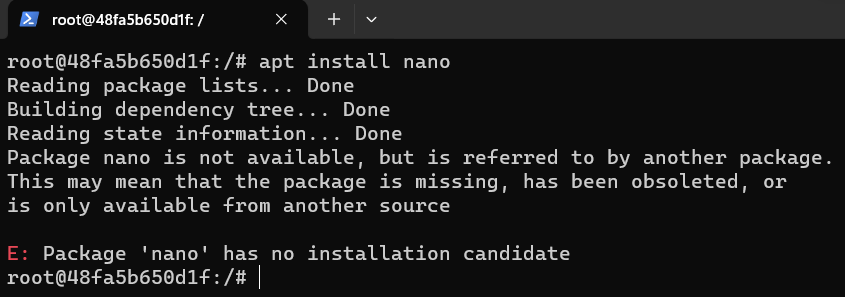 root@48fa5b650d1f: /
root@48fa5b650d1f:/# apt install nano
Reading package lists... Done
Building dependency tree... Done
Reading state information... Done
Package nano is not available, but is referred to by another package.
This may mean that the package is missing, has been obsoleted, or
is only available from another source

E: Package 'nano' has no installation candidate
root@48fa5b650d1f:/#